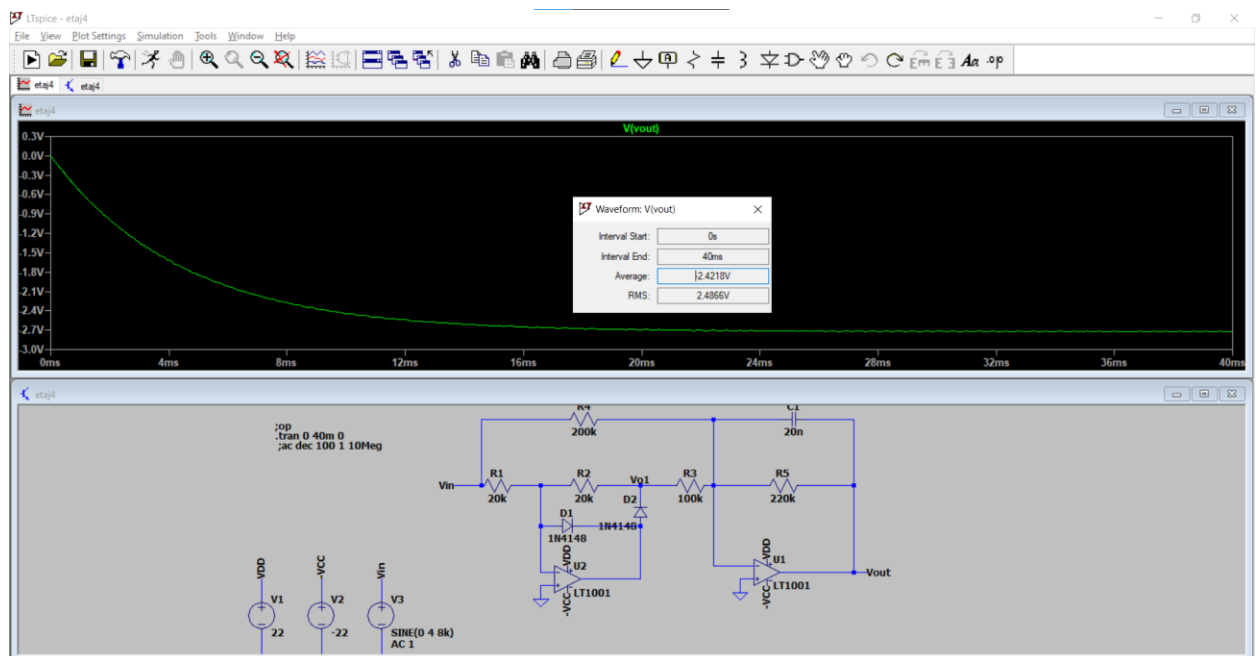 LTspice - etaj4
File View Plot Settings Simulation Tools Window Help
Aa .op
etaj4 etaj4
etaj4
V(vout)
0.3V
0.0V
-0.3V
-0.6V
-0.9V
-1.2V
-1.5V
-1.8V
-2.1V
-2.4V
-2.7V
-3.0V
0ms 4ms 8ms 12ms 16ms 20ms 24ms 28ms 32ms 36ms 40ms
Waveform: V(vout)
Interval Start: 0s
Interval End: 40ms
Average: -2.4218V
RMS: 2.4866V
etaj4
;op
.tran 0 40m 0
;ac dec 100 1 10Meg
R4
200k
C1
20n
Vin
R1
20k
R2
20k
Vo1
R3
100k
R5
220k
D2
1N4148
D1
1N4148
VDD
U2
LT1001
-VCC
VDD
U1
LT1001
-VCC
Vout
VDD
V1
22
-VCC
V2
-22
Vin
V3
SINE(0 4 8k)
AC 1